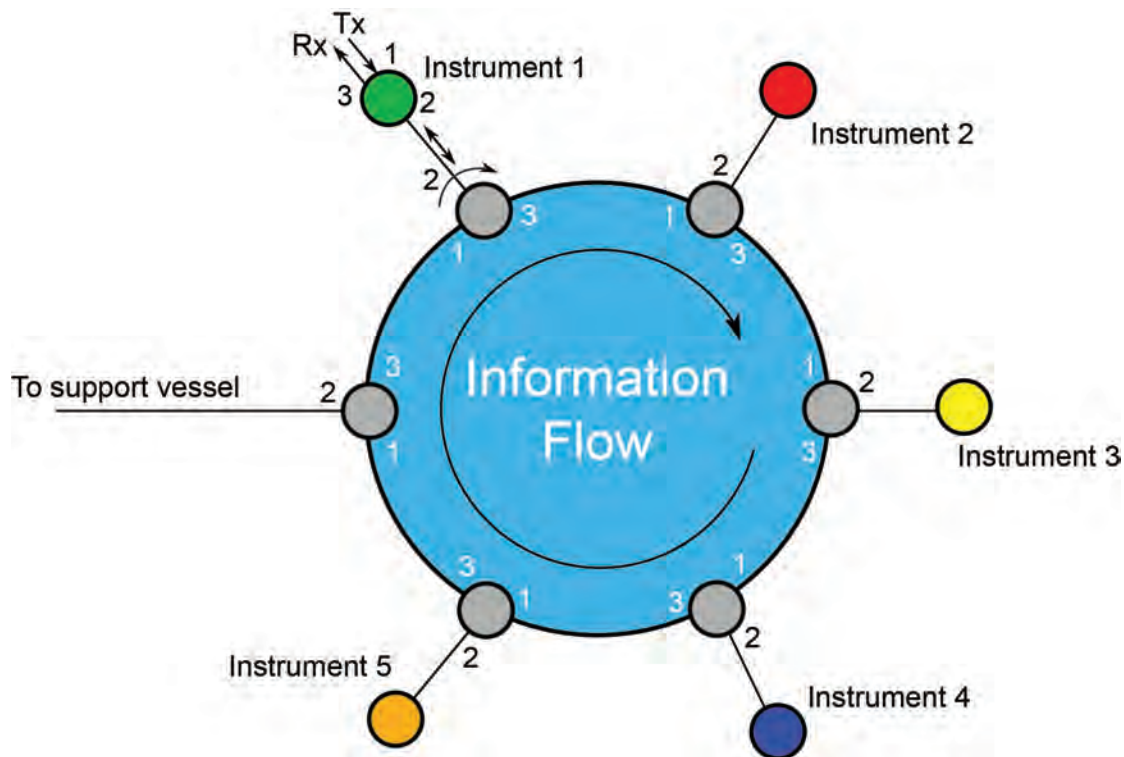 Tx
Rx
1
Instrument 1
3
2
Instrument 2
2
2
1
3
1
3
3
1
To support vessel
2
2
Information
Flow
1
3
Instrument 3
3
1
1
3
2
2
Instrument 5
Instrument 4